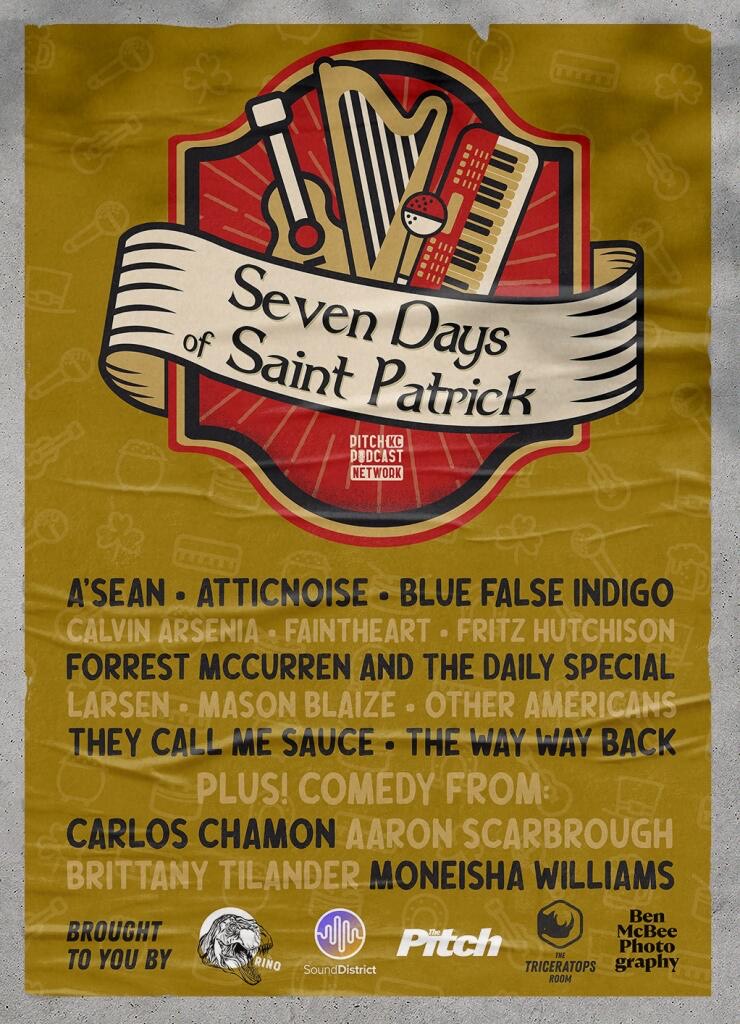 Seven Days
of Saint Patrick
PITCH KC
PODCAST
NETWORK
A'SEAN • ATTICNOISE • BLUE FALSE INDIGO
CALVIN ARSENIA • FAINTHEART • FRITZ HUTCHISON
FORREST MCCURREN AND THE DAILY SPECIAL
LARSEN • MASON BLAIZE • OTHER AMERICANS
THEY CALL ME SAUCE • THE WAY WAY BACK
PLUS! COMEDY FROM:
CARLOS CHAMON AARON SCARBROUGH
BRITTANY TILANDER MONEISHA WILLIAMS
BROUGHT
TO YOU BY
RINO
SoundDistrict
The Pitch
THE
TRICERATOPS
ROOM
Ben
McBee
Photo
graphy